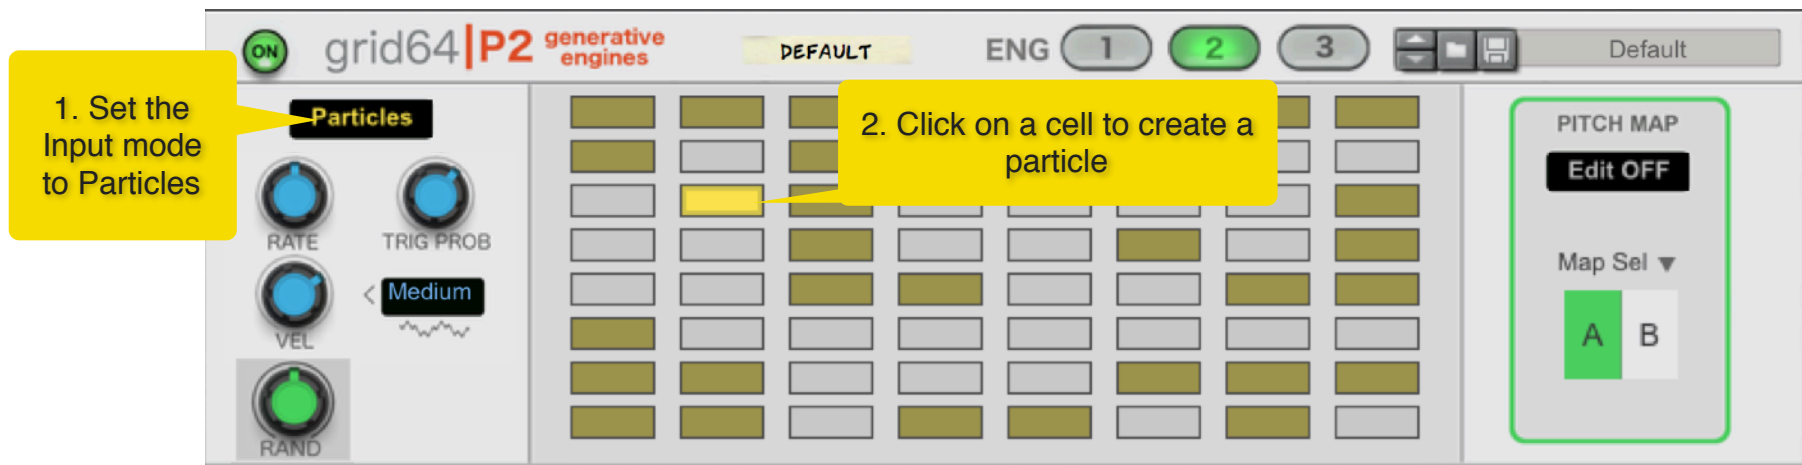 ON
grid64|P2 generative
engines
DEFAULT
ENG 1 2 3
Default
1. Set the
Input mode
to Particles
Particles
RATE
TRIG PROB
VEL
< Medium
RAND
2. Click on a cell to create a
particle
PITCH MAP
Edit OFF
Map Sel ▼
A B